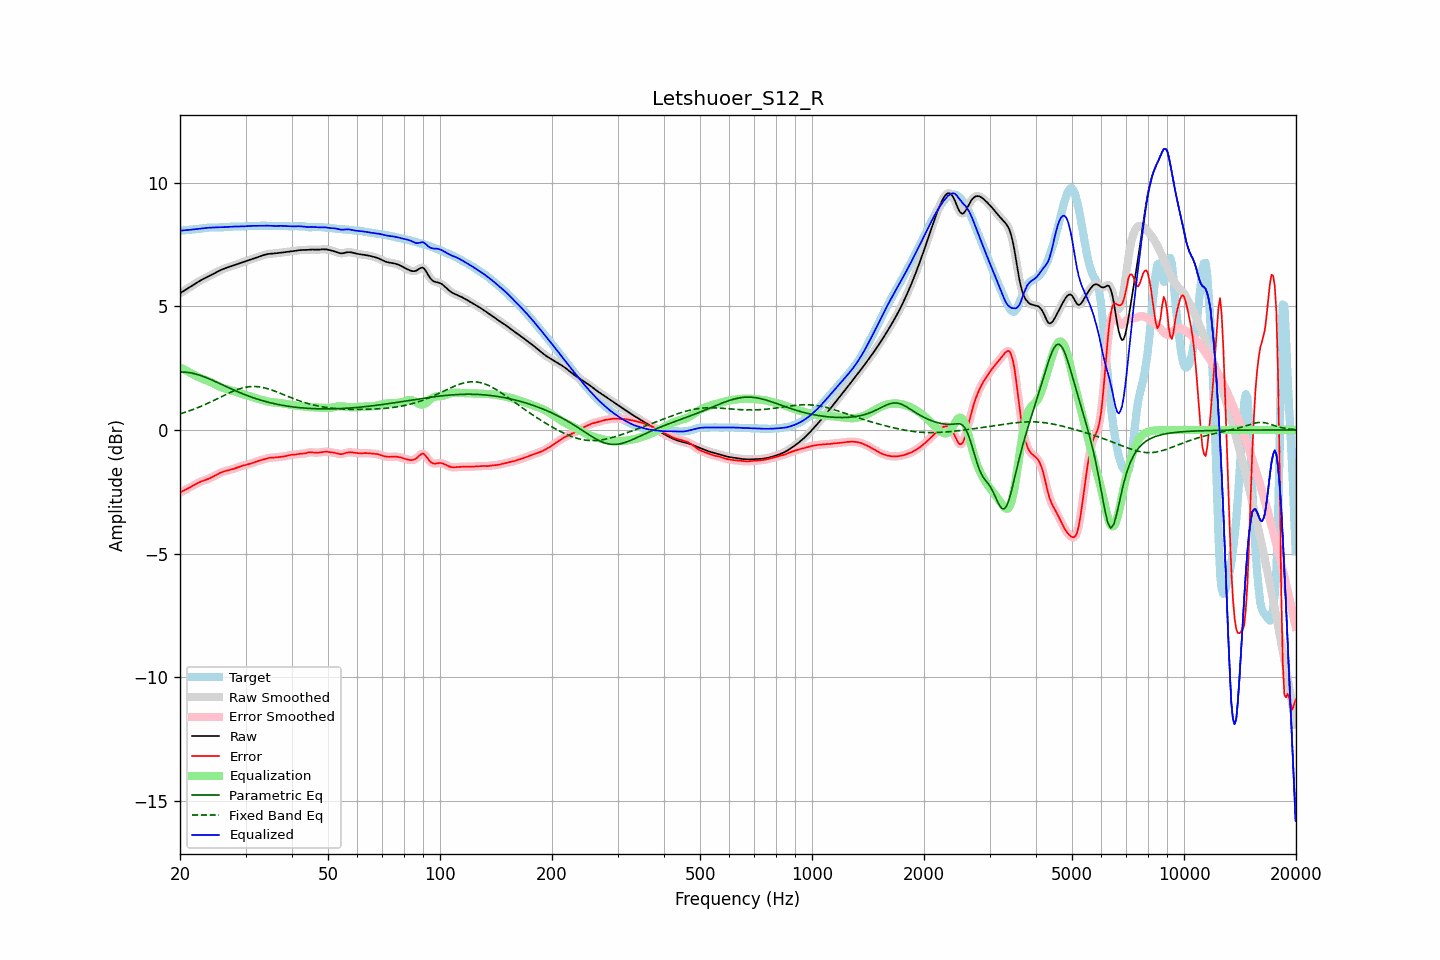 Letshuoer_S12_R
Amplitude (dBr)
10
5
0
−5
−10
−15
Target
Raw Smoothed
Error Smoothed
Raw
Error
Equalization
Parametric Eq
Fixed Band Eq
Equalized
20 50 100 200 500 1000 2000 5000 10000 20000
Frequency (Hz)